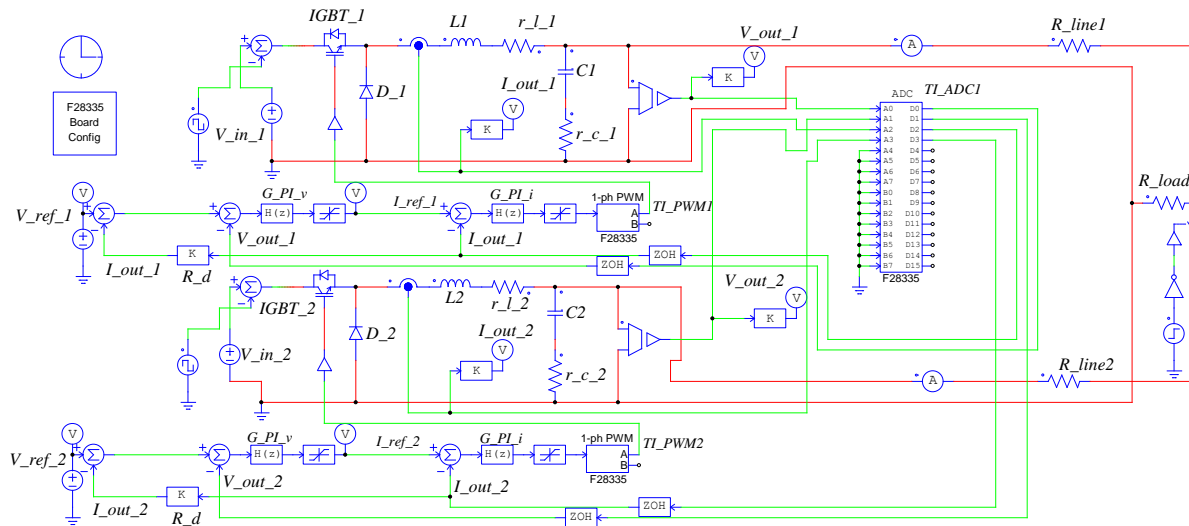 IGBT_1
L1
r_l_1
V_out_1
R_line1
V
A
F28335
Board
Config
V_in_1
D_1
I_out_1
V
K
K
C1
r_c_1
ADC
TI_ADC1
A0
A1
A2
A3
A4
A5
A6
A7
B0
B1
B2
B3
B4
B5
B6
B7
D0
D1
D2
D3
D4
D5
D6
D7
D8
D9
D10
D11
D12
D13
D14
D15
F28335
R_load
V
V_ref_1
G_PI_v
H(z)
V
I_ref_1
G_PI_i
H(z)
1-ph PWM
A
B
F28335
TI_PWM1
V_out_1
I_out_1
I_out_1
K
R_d
ZOH
ZOH
IGBT_2
L2
r_l_2
V_out_2
V
K
V_in_2
D_2
I_out_2
V
K
C2
r_c_2
A
R_line2
V
V_ref_2
G_PI_v
H(z)
V
I_ref_2
G_PI_i
H(z)
1-ph PWM
A
B
F28335
TI_PWM2
V_out_2
I_out_2
I_out_2
K
R_d
ZOH
ZOH